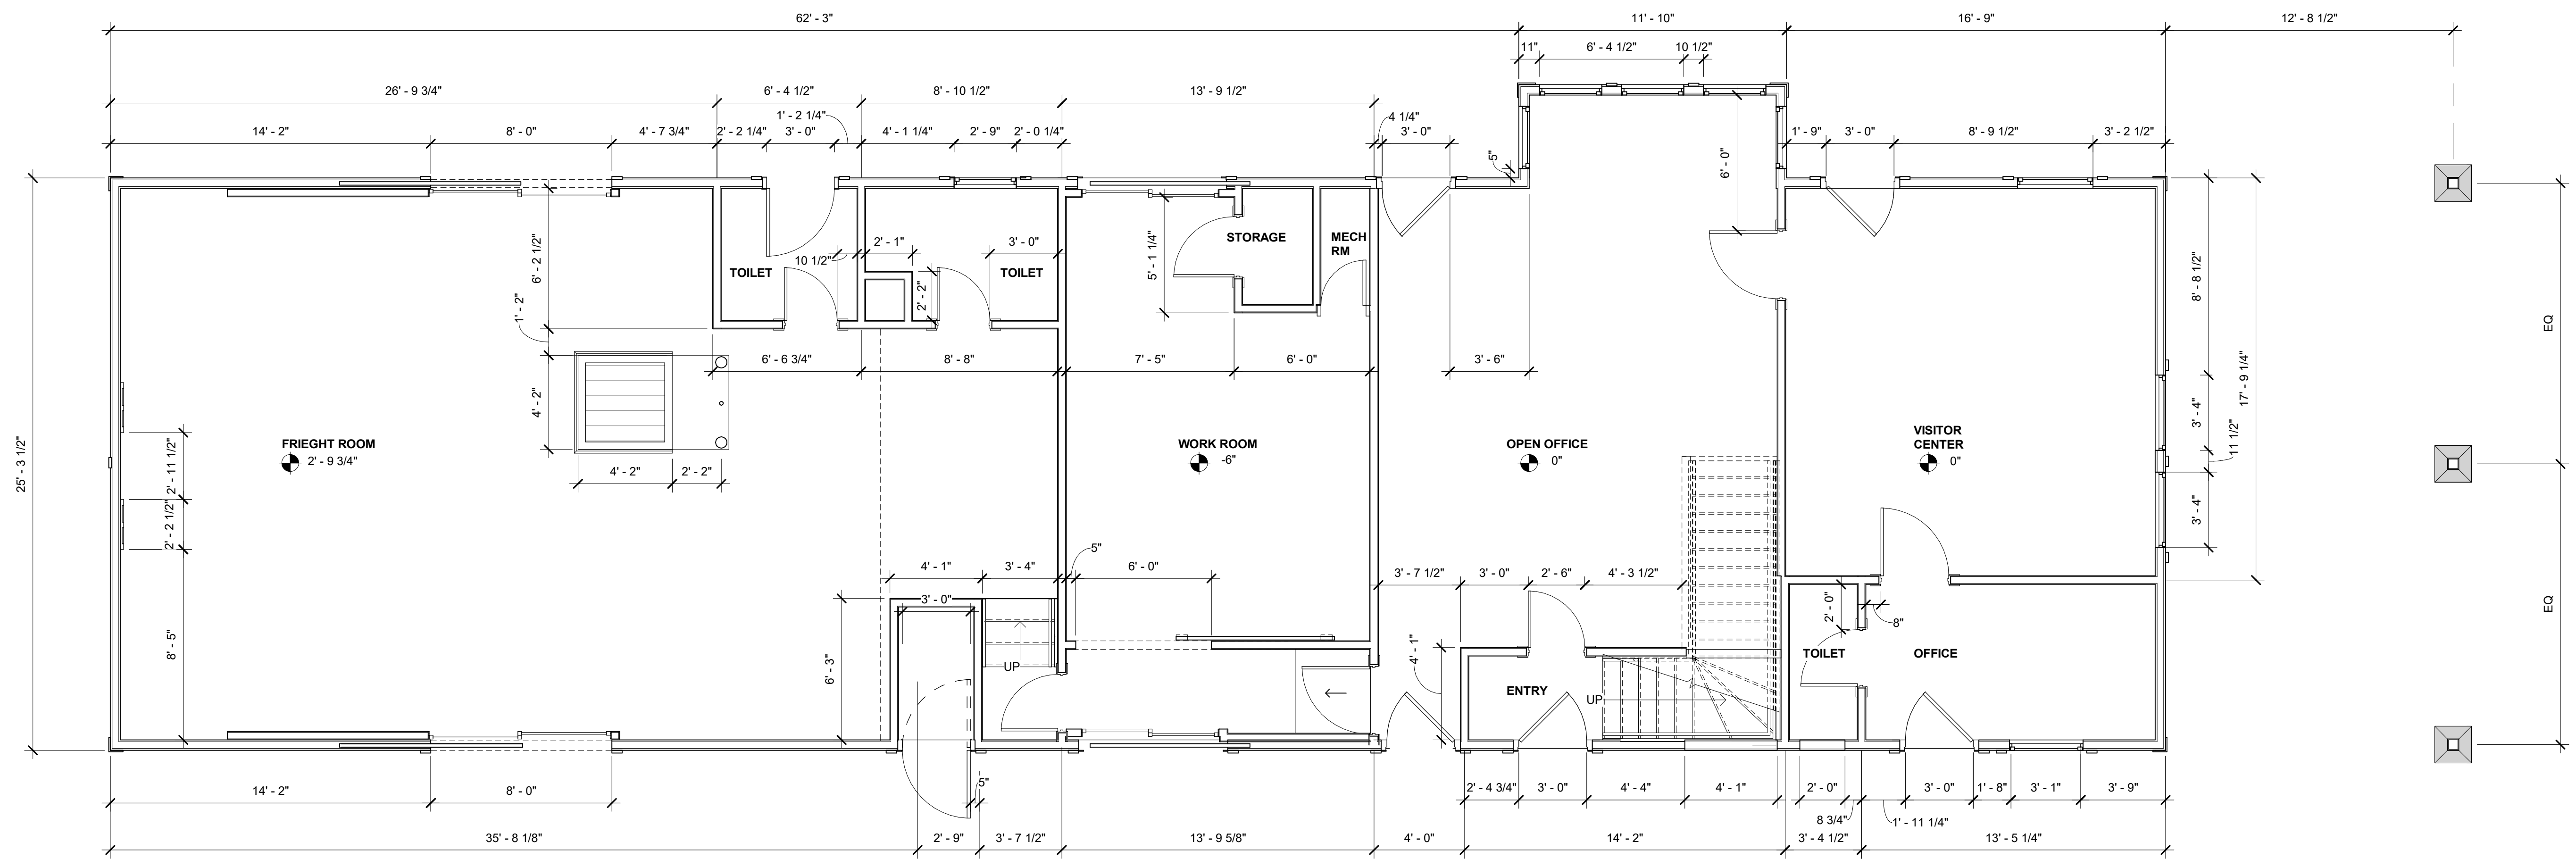 62' - 3"
11' - 10"
16' - 9"
12' - 8 1/2"
11"
6' - 4 1/2"
10 1/2"
26' - 9 3/4"
6' - 4 1/2"
8' - 10 1/2"
13' - 9 1/2"
1' - 2 1/4"
4 1/4"
14' - 2"
8' - 0"
4' - 7 3/4"
2' - 2 1/4"
3' - 0"
4' - 1 1/4"
2' - 9"
2' - 0 1/4"
3' - 0"
1' - 9"
3' - 0"
8' - 9 1/2"
3' - 2 1/2"
5"
6' - 0"
6' - 2 1/2"
1' - 2"
10 1/2"
2' - 1"
3' - 0"
TOILET
TOILET
2' - 2"
5' - 1 1/4"
STORAGE
MECH
RM
8' - 8 1/2"
EQ
6' - 6 3/4"
8' - 8"
7' - 5"
6' - 0"
3' - 6"
4' - 2"
17' - 9 1/4"
3' - 4"
11 1/2"
25' - 3 1/2"
FRIEGHT ROOM
2' - 9 3/4"
WORK ROOM
-6"
OPEN OFFICE
0"
VISITOR
CENTER
0"
4' - 2"
2' - 2"
2' - 11 1/2"
2' - 2 1/2"
3' - 4"
5"
4' - 1"
3' - 4"
6' - 0"
3' - 7 1/2"
3' - 0"
2' - 6"
4' - 3 1/2"
3' - 0"
2' - 0"
8"
EQ
8' - 5"
6' - 3"
UP
4' - 1"
TOILET
OFFICE
ENTRY
UP
5"
14' - 2"
8' - 0"
2' - 4 3/4"
3' - 0"
4' - 4"
4' - 1"
2' - 0"
3' - 0"
1' - 8"
3' - 1"
3' - 9"
8 3/4"
1' - 11 1/4"
35' - 8 1/8"
2' - 9"
3' - 7 1/2"
13' - 9 5/8"
4' - 0"
14' - 2"
3' - 4 1/2"
13' - 5 1/4"